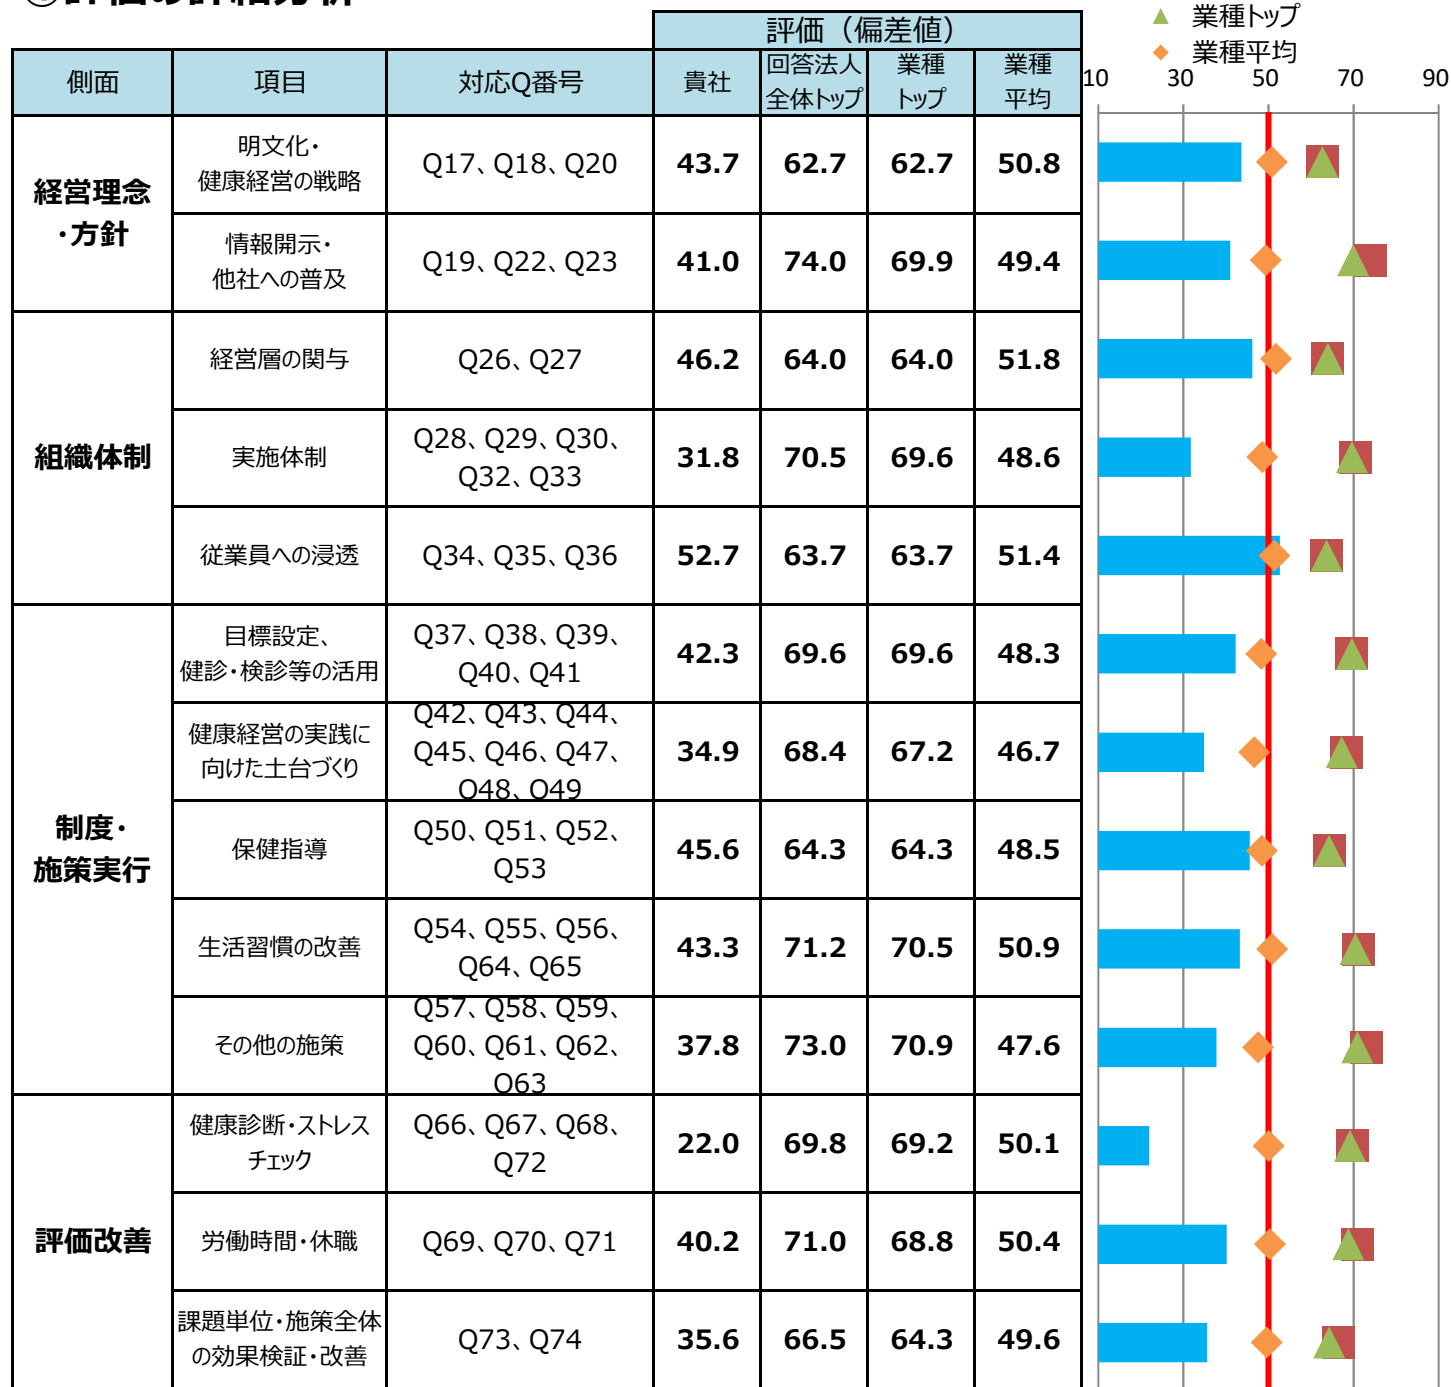 評価の詳細分析
▲ 業種トップ
◆ 業種平均
評価（偏差値）
側面 項目 対応Q番号 貴社 回答法人 業種 業種
全体トップ トップ 平均
10 30 50 70 90
経営理念
・方針
明文化・
健康経営の戦略
Q17、Q18、Q20 43.7 62.7 62.7 50.8
情報開示・
他社への普及
Q19、Q22、Q23 41.0 74.0 69.9 49.4
組織体制
経営層の関与 Q26、Q27 46.2 64.0 64.0 51.8
実施体制
Q28、Q29、Q30、
Q32、Q33
31.8 70.5 69.6 48.6
従業員への浸透 Q34、Q35、Q36 52.7 63.7 63.7 51.4
制度・
施策実行
目標設定、
健診・検診等の活用
Q37、Q38、Q39、
Q40、Q41
42.3 69.6 69.6 48.3
健康経営の実践に
向けた土台づくり
Q42、Q43、Q44、
Q45、Q46、Q47、
Q48、Q49
34.9 68.4 67.2 46.7
保健指導
Q50、Q51、Q52、
Q53
45.6 64.3 64.3 48.5
生活習慣の改善
Q54、Q55、Q56、
Q64、Q65
43.3 71.2 70.5 50.9
その他の施策
Q57、Q58、Q59、
Q60、Q61、Q62、
Q63
37.8 73.0 70.9 47.6
評価改善
健康診断・ストレス
チェック
Q66、Q67、Q68、
Q72
22.0 69.8 69.2 50.1
労働時間・休職 Q69、Q70、Q71 40.2 71.0 68.8 50.4
課題単位・施策全体
の効果検証・改善
Q73、Q74 35.6 66.5 64.3 49.6